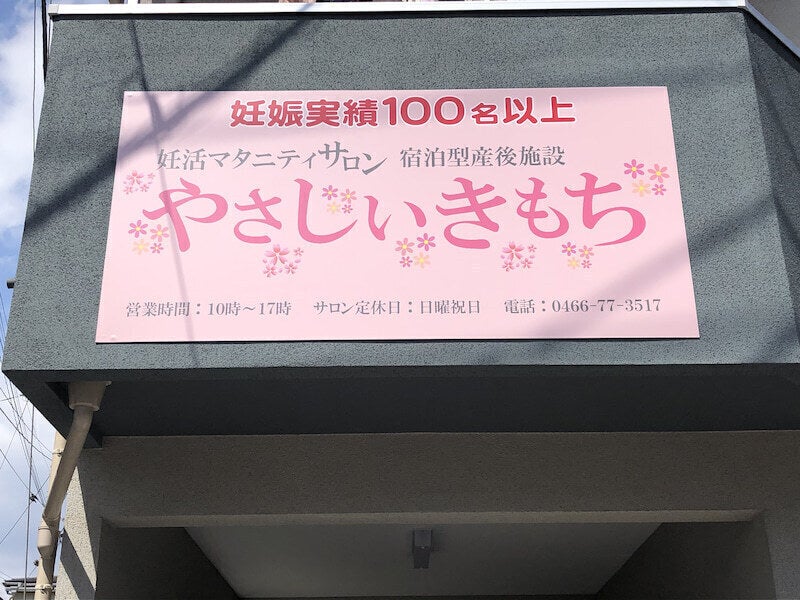 妊娠実績100名以上
妊活マタニティサロン 宿泊型産後施設
やさしいきもち
営業時間：10時～17時 サロン定休日：日曜祝日 電話：0466-77-3517